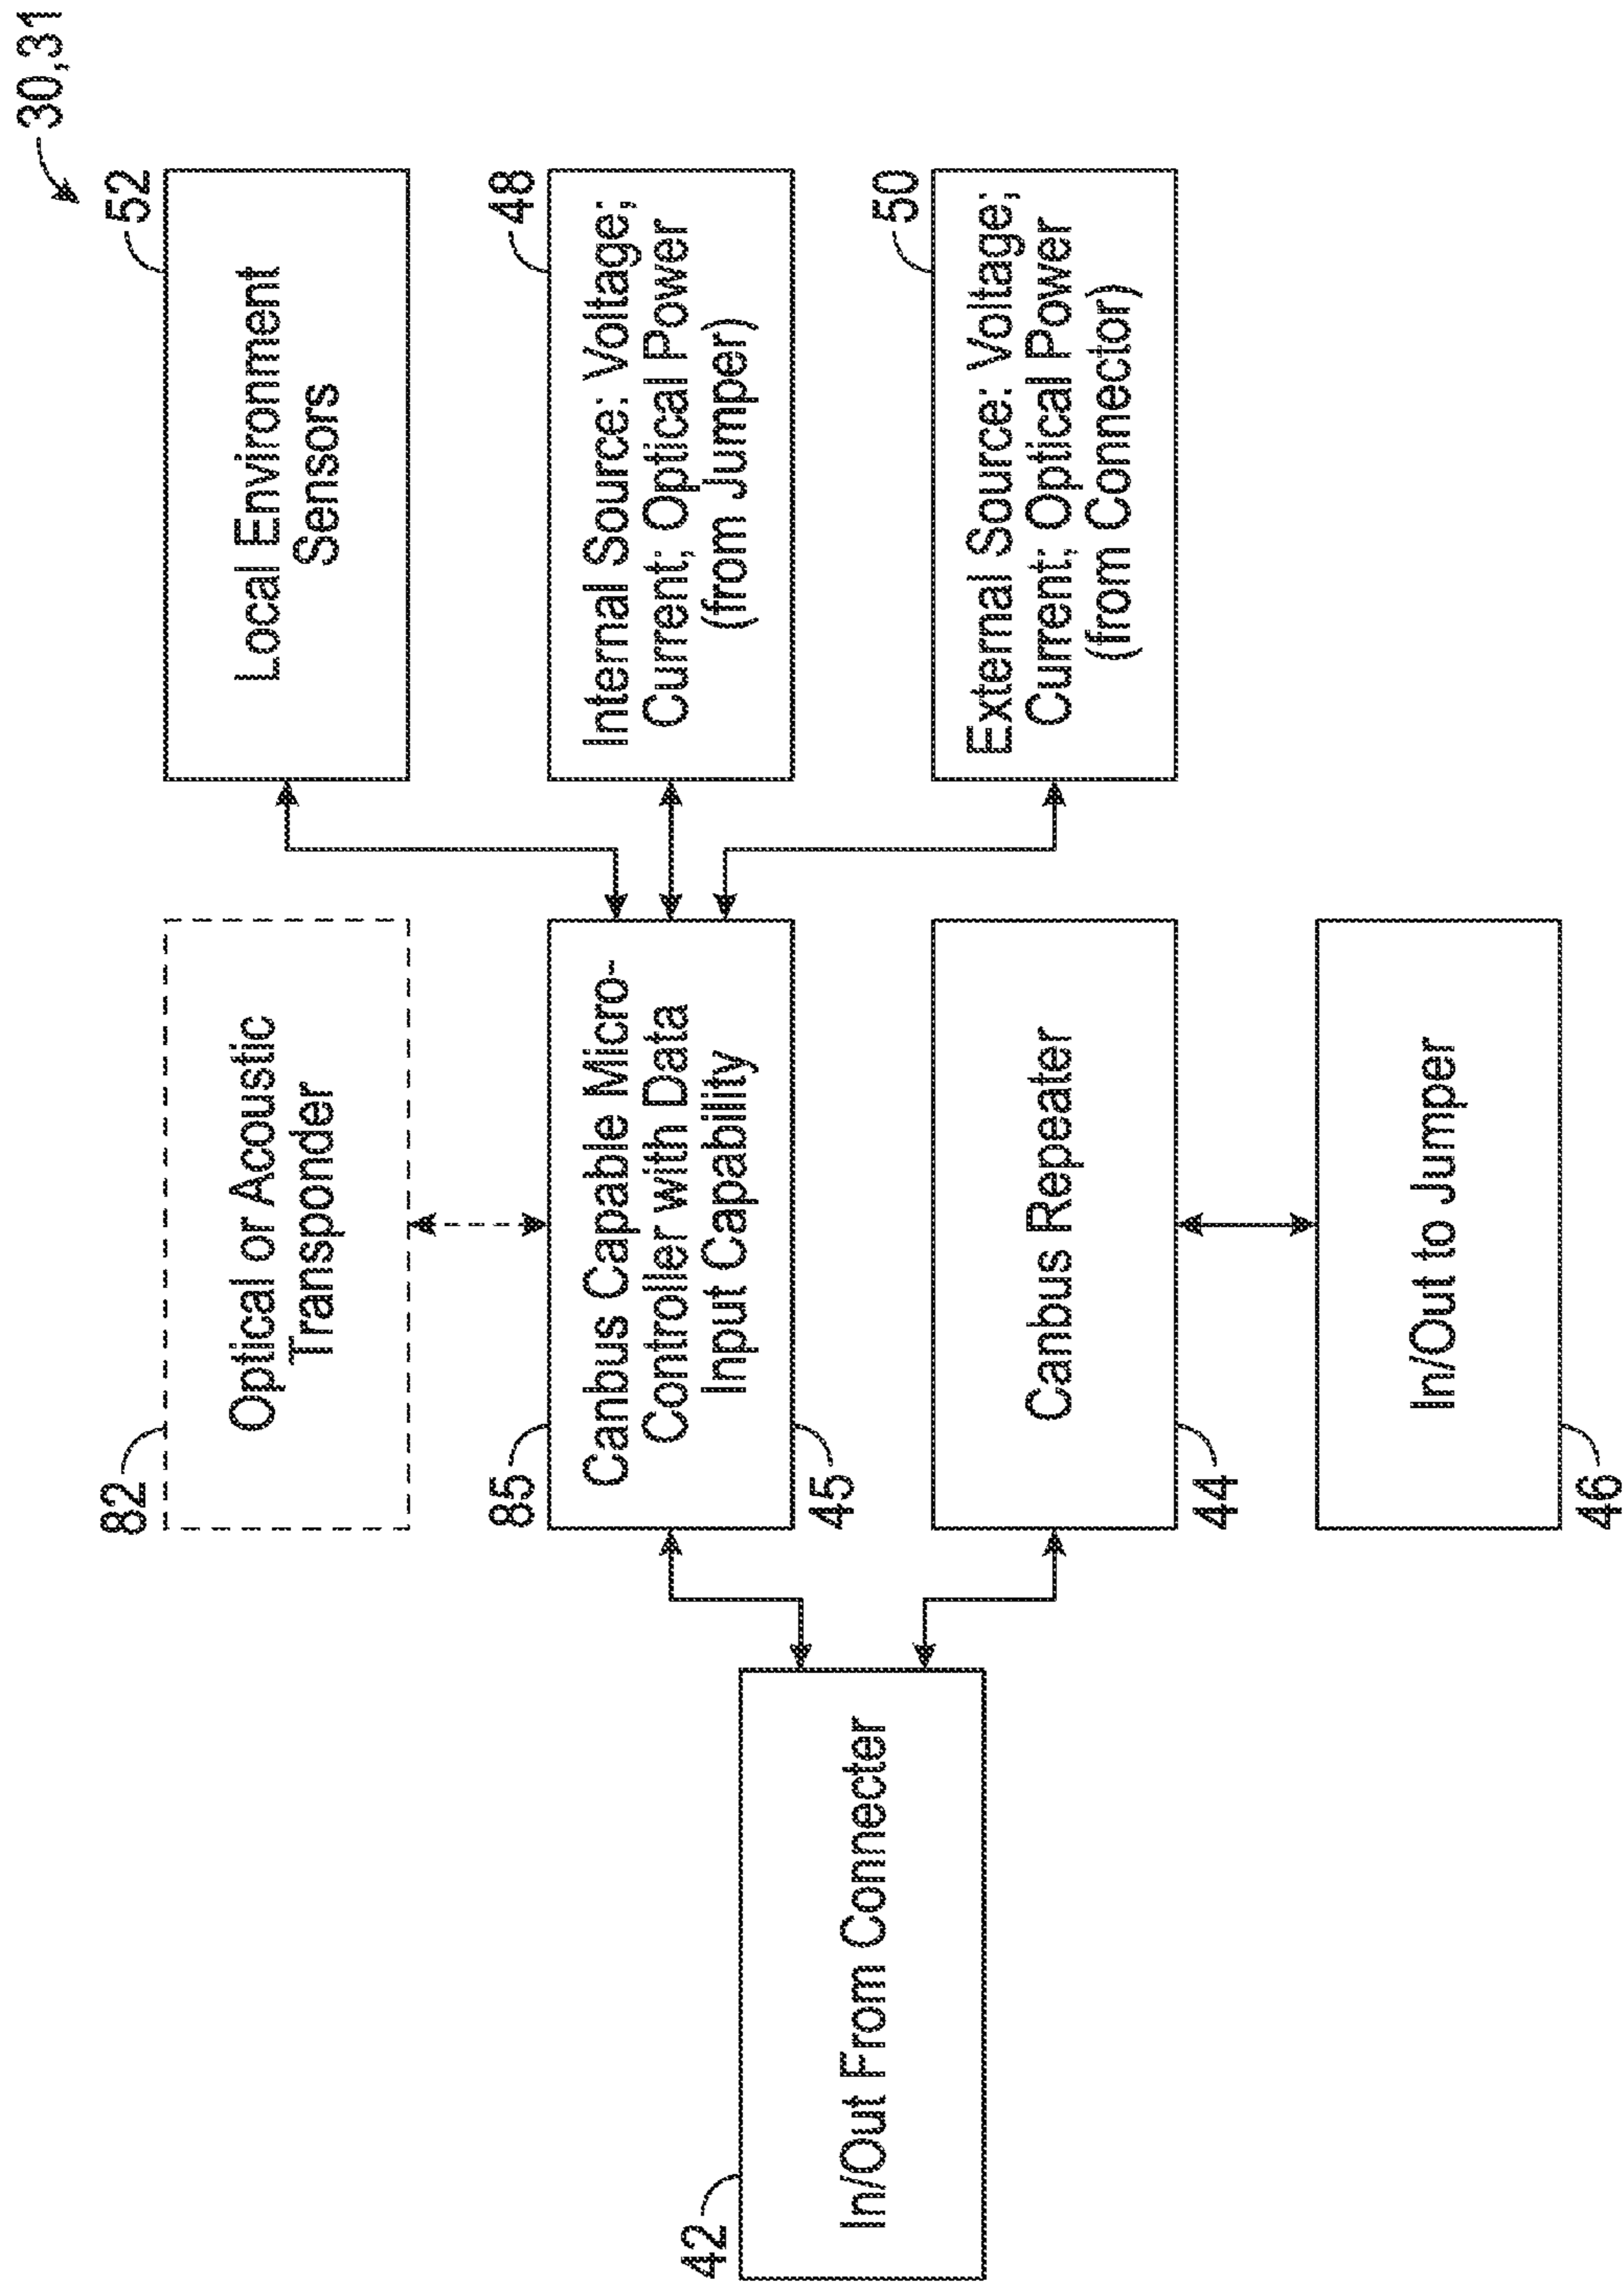 30,31
82
Optical or Acoustic
Transponder
52
Local Environment
Sensors
85
Canbus Capable Micro-
Controller with Data
Input Capability
45
48
Internal Source: Voltage;
Current; Optical Power
(from Jumper)
42
In/Out From Connecter
Canbus Repeater
44
50
External Source: Voltage;
Current; Optical Power
(from Connector)
In/Out to Jumper
46